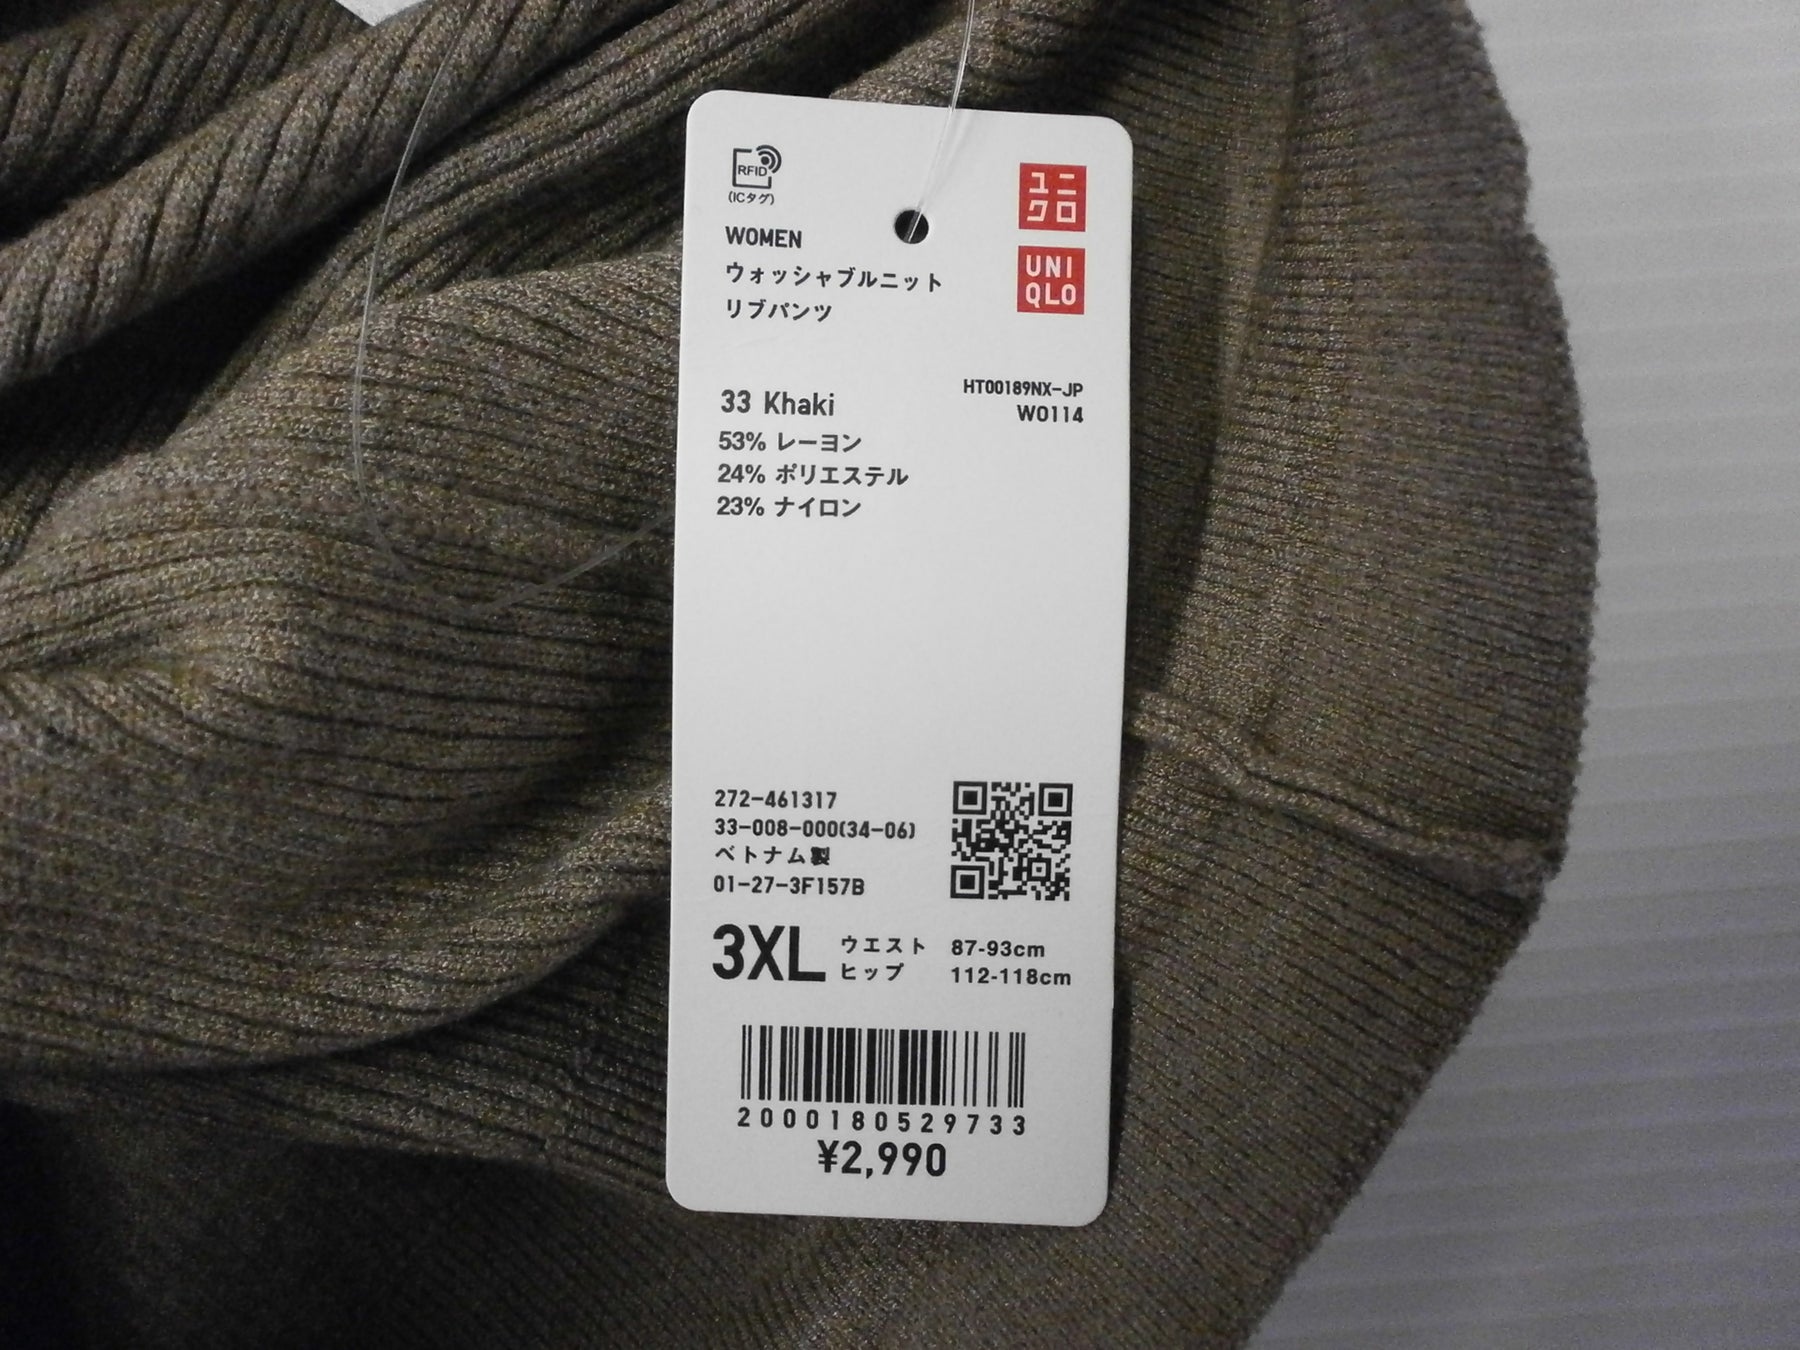 RFID
(ICタグ)
ユニ
クロ
UNI
QLO
WOMEN
ウォッシャブルニット
リブパンツ
HT00189NX-JP
W0114
33 Khaki
53% レーヨン
24% ポリエステル
23% ナイロン
272-461317
33-008-000(34-06)
ベトナム製
01-27-3F157B
3XL ウエスト 87-93cm
ヒップ 112-118cm
2000180529733
¥2,990